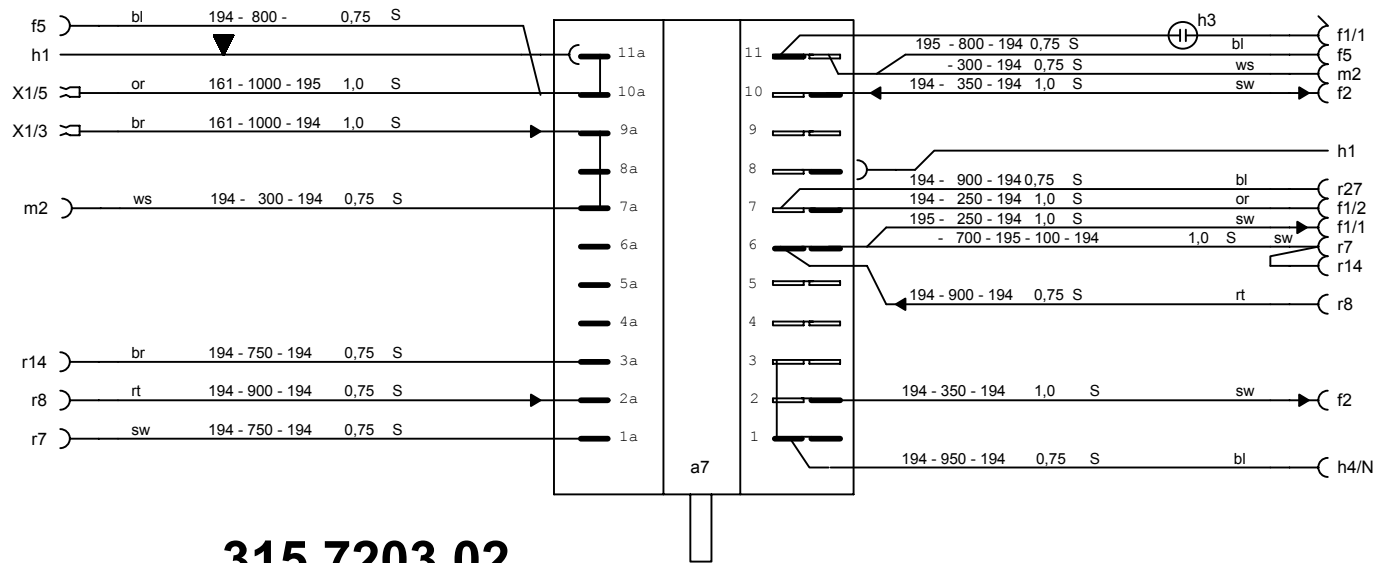 f5 bl 194 - 800 - 0,75 S
h1
X1/5 or 161 - 1000 - 195 1,0 S
X1/3 br 161 - 1000 - 194 1,0 S
m2 ws 194 - 300 - 194 0,75 S
r14 br 194 - 750 - 194 0,75 S
r8 rt 194 - 900 - 194 0,75 S
r7 sw 194 - 750 - 194 0,75 S
11a
10a
9a
8a
7a
6a
5a
4a
3a
2a
1a
a7
11
10
9
8
7
6
5
4
3
2
1
h3
f1/1
195 - 800 - 194 0,75 S bl f5
- 300 - 194 0,75 S ws m2
194 - 350 - 194 1,0 S sw f2
h1
194 - 900 - 194 0,75 S bl r27
194 - 250 - 194 1,0 S or f1/2
195 - 250 - 194 1,0 S sw f1/1
- 700 - 195 - 100 - 194 1,0 S sw r7
r14
194 - 900 - 194 0,75 S rt r8
194 - 350 - 194 1,0 S sw f2
194 - 950 - 194 0,75 S bl h4/N
315.7203.02